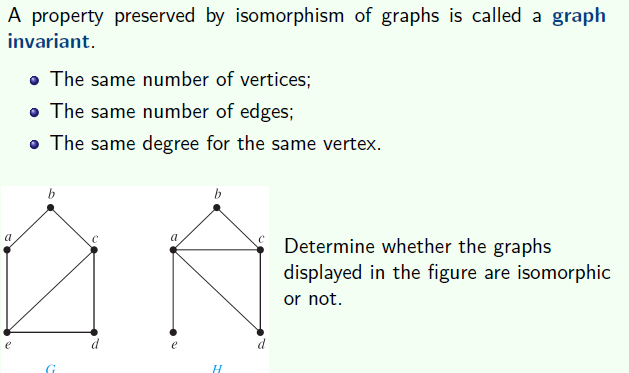 A property preserved by isomorphism of graphs is called a graph
invariant.
The same number of vertices;
The same number of edges;
The same degree for the same vertex.
b b
a c a c
Determine whether the graphs
displayed in the figure are isomorphic
or not.
e d e d
G H